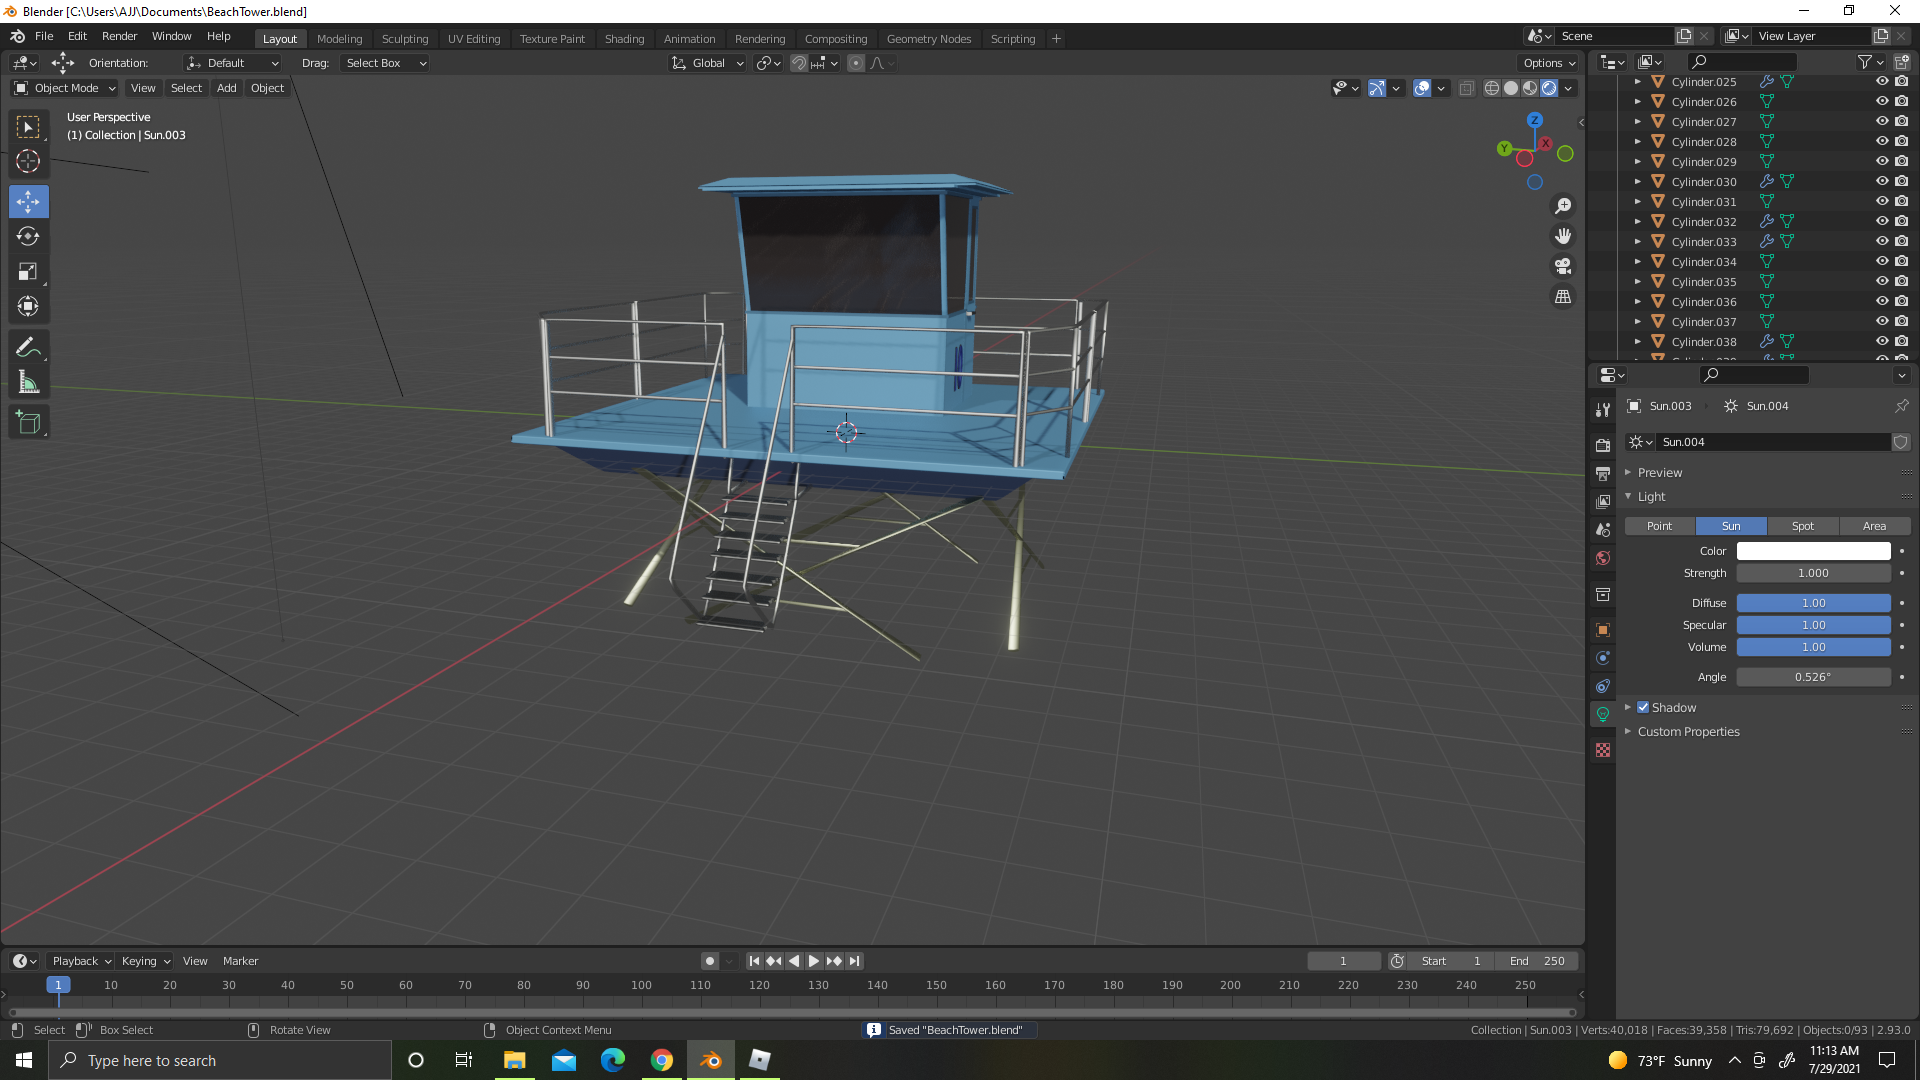 Blender [C:\Users\AJJ\Documents\BeachTower.blend]
File Edit Render Window Help Layout Modeling Sculpting UV Editing Texture Paint Shading Animation Rendering Compositing Geometry Nodes Scripting Scene View Layer
Orientation: Default Drag: Select Box Global Options
Object Mode View Select Add Object
User Perspective
(1) Collection | Sun.003
Z
X
Y
10
Cylinder.025
Cylinder.026
Cylinder.027
Cylinder.028
Cylinder.029
Cylinder.030
Cylinder.031
Cylinder.032
Cylinder.033
Cylinder.034
Cylinder.035
Cylinder.036
Cylinder.037
Cylinder.038
Sun.003 Sun.004
Sun.004
Preview
Light
Point Sun Spot Area
Color
Strength 1.000
Diffuse 1.00
Specular 1.00
Volume 1.00
Angle 0.526°
Shadow
Custom Properties
Playback Keying View Marker 1 Start 1 End 250
1 10 20 30 40 50 60 70 80 90 100 110 120 130 140 150 160 170 180 190 200 210 220 230 240 250
Select Box Select Rotate View Object Context Menu Saved "BeachTower.blend" Collection | Sun.003 | Verts:40,018 | Faces:39,358 | Tris:79,692 | Objects:0/93 | 2.93.0
Type here to search 73°F Sunny 11:13 AM
7/29/2021